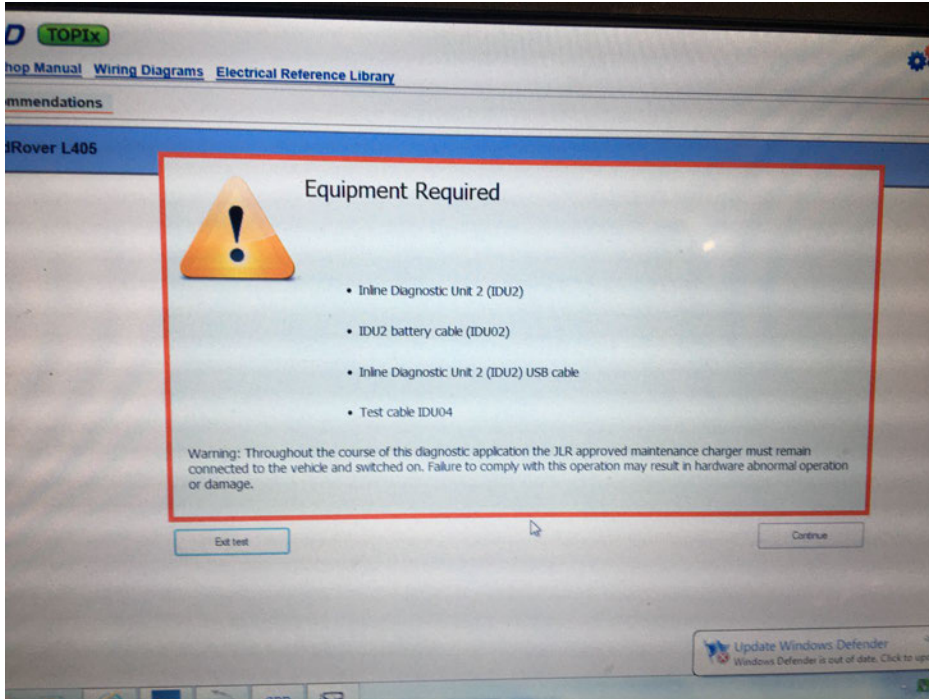 D TOPIx
hop Manual Wiring Diagrams Electrical Reference Library
mmendations
dRover L405
Equipment Required
• Inline Diagnostic Unit 2 (IDU2)
• IDU2 battery cable (IDU02)
• Inline Diagnostic Unit 2 (IDU2) USB cable
• Test cable IDU04
Warning: Throughout the course of this diagnostic application the JLR approved maintenance charger must remain
connected to the vehicle and switched on. Failure to comply with this operation may result in hardware abnormal operation
or damage.
Exit test
Continue
Update Windows Defender
Windows Defender is out of date. Click to up